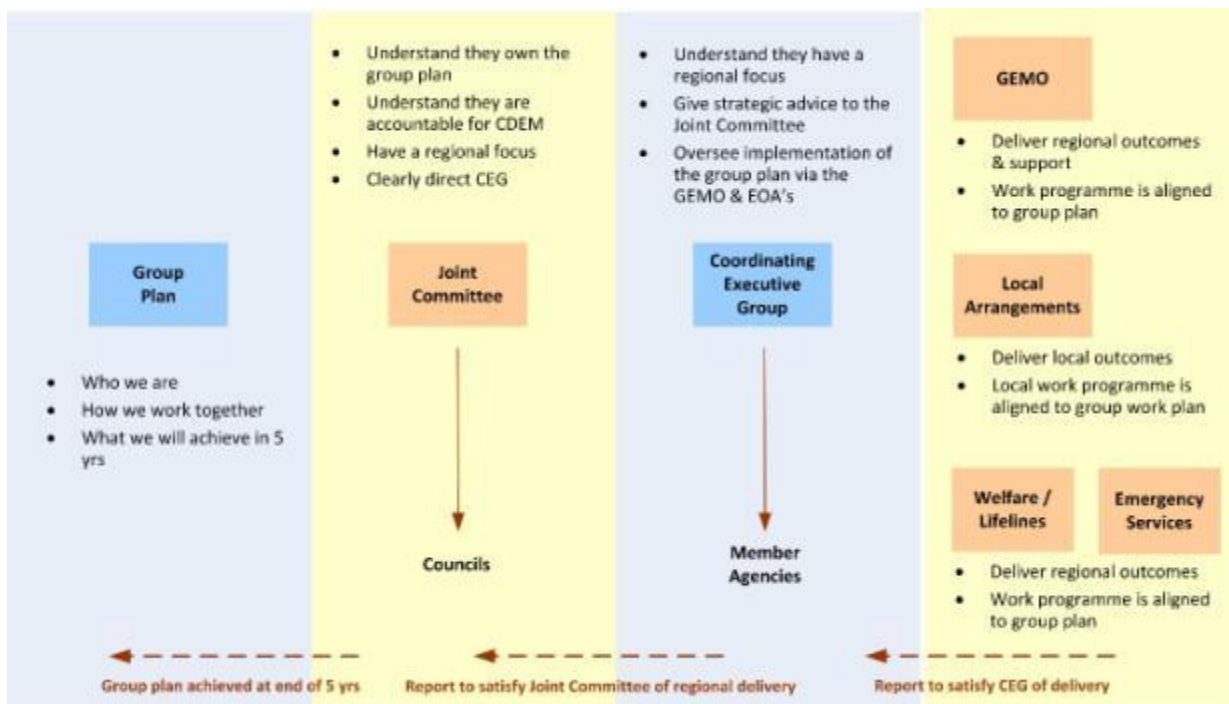 Group
Plan
• Who we are
• How we work together
• What we will achieve in 5
yrs
• Understand they own the
group plan
• Understand they are
accountable for CDEM
• Have a regional focus
• Clearly direct CEG
Joint
Committee
Councils
• Understand they have a
regional focus
• Give strategic advice to the
Joint Committee
• Oversee implementation of
the group plan via the
GEMO & EOA's
Coordinating
Executive
Group
Member
Agencies
GEMO
• Deliver regional outcomes
& support
• Work programme is aligned
to group plan
Local
Arrangements
• Deliver local outcomes
• Local work programme is
aligned to group work plan
Welfare /
Lifelines
Emergency
Services
• Deliver regional outcomes
• Work programme is aligned
to group plan
Group plan achieved at end of 5 yrs
Report to satisfy Joint Committee of regional delivery
Report to satisfy CEG of delivery